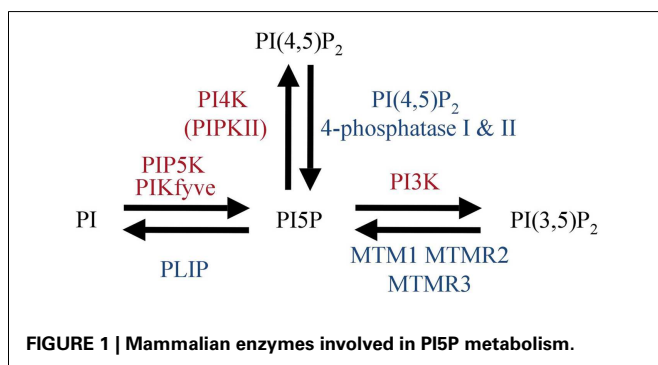 PI(4,5)P2
PI4K
(PIPKII)
PI(4,5)P2
4-phosphatase I & II
PIP5K
PIKfyve
PI3K
PI
PI5P
PI(3,5)P2
PLIP
MTM1 MTMR2
MTMR3
FIGURE 1 | Mammalian enzymes involved in PI5P metabolism.